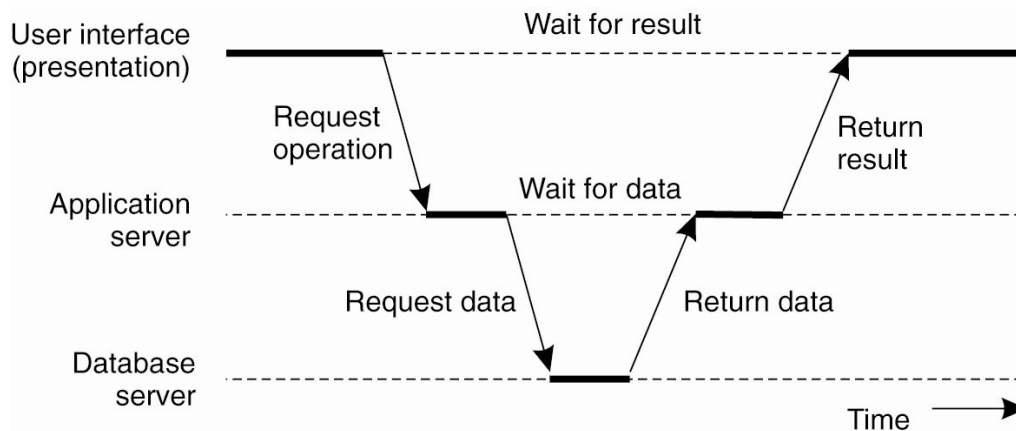 User interface
(presentation)
Wait for result
Request
operation
Return
result
Application
server
Wait for data
Request data
Return data
Database
server
Time